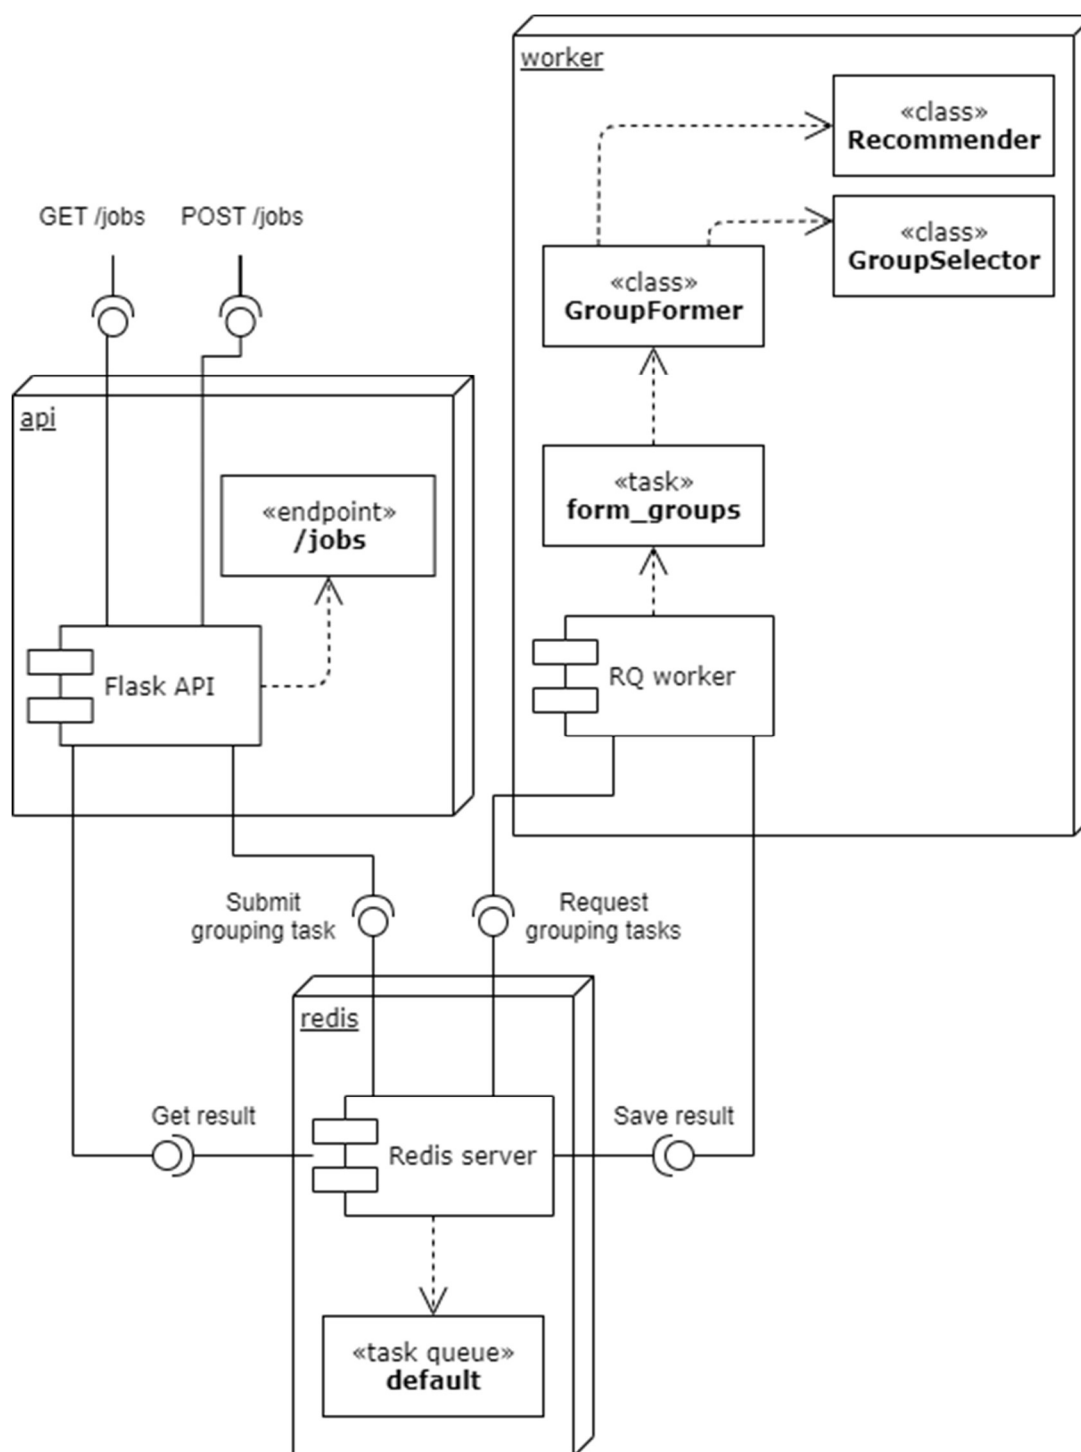 worker
«class»
Recommender
GET /jobs
POST /jobs
«class»
GroupSelector
«class»
GroupFormer
api
«endpoint»
/jobs
«task»
form_groups
Flask API
RQ worker
Submit
grouping task
Request
grouping tasks
redis
Get result
Save result
Redis server
«task queue»
default